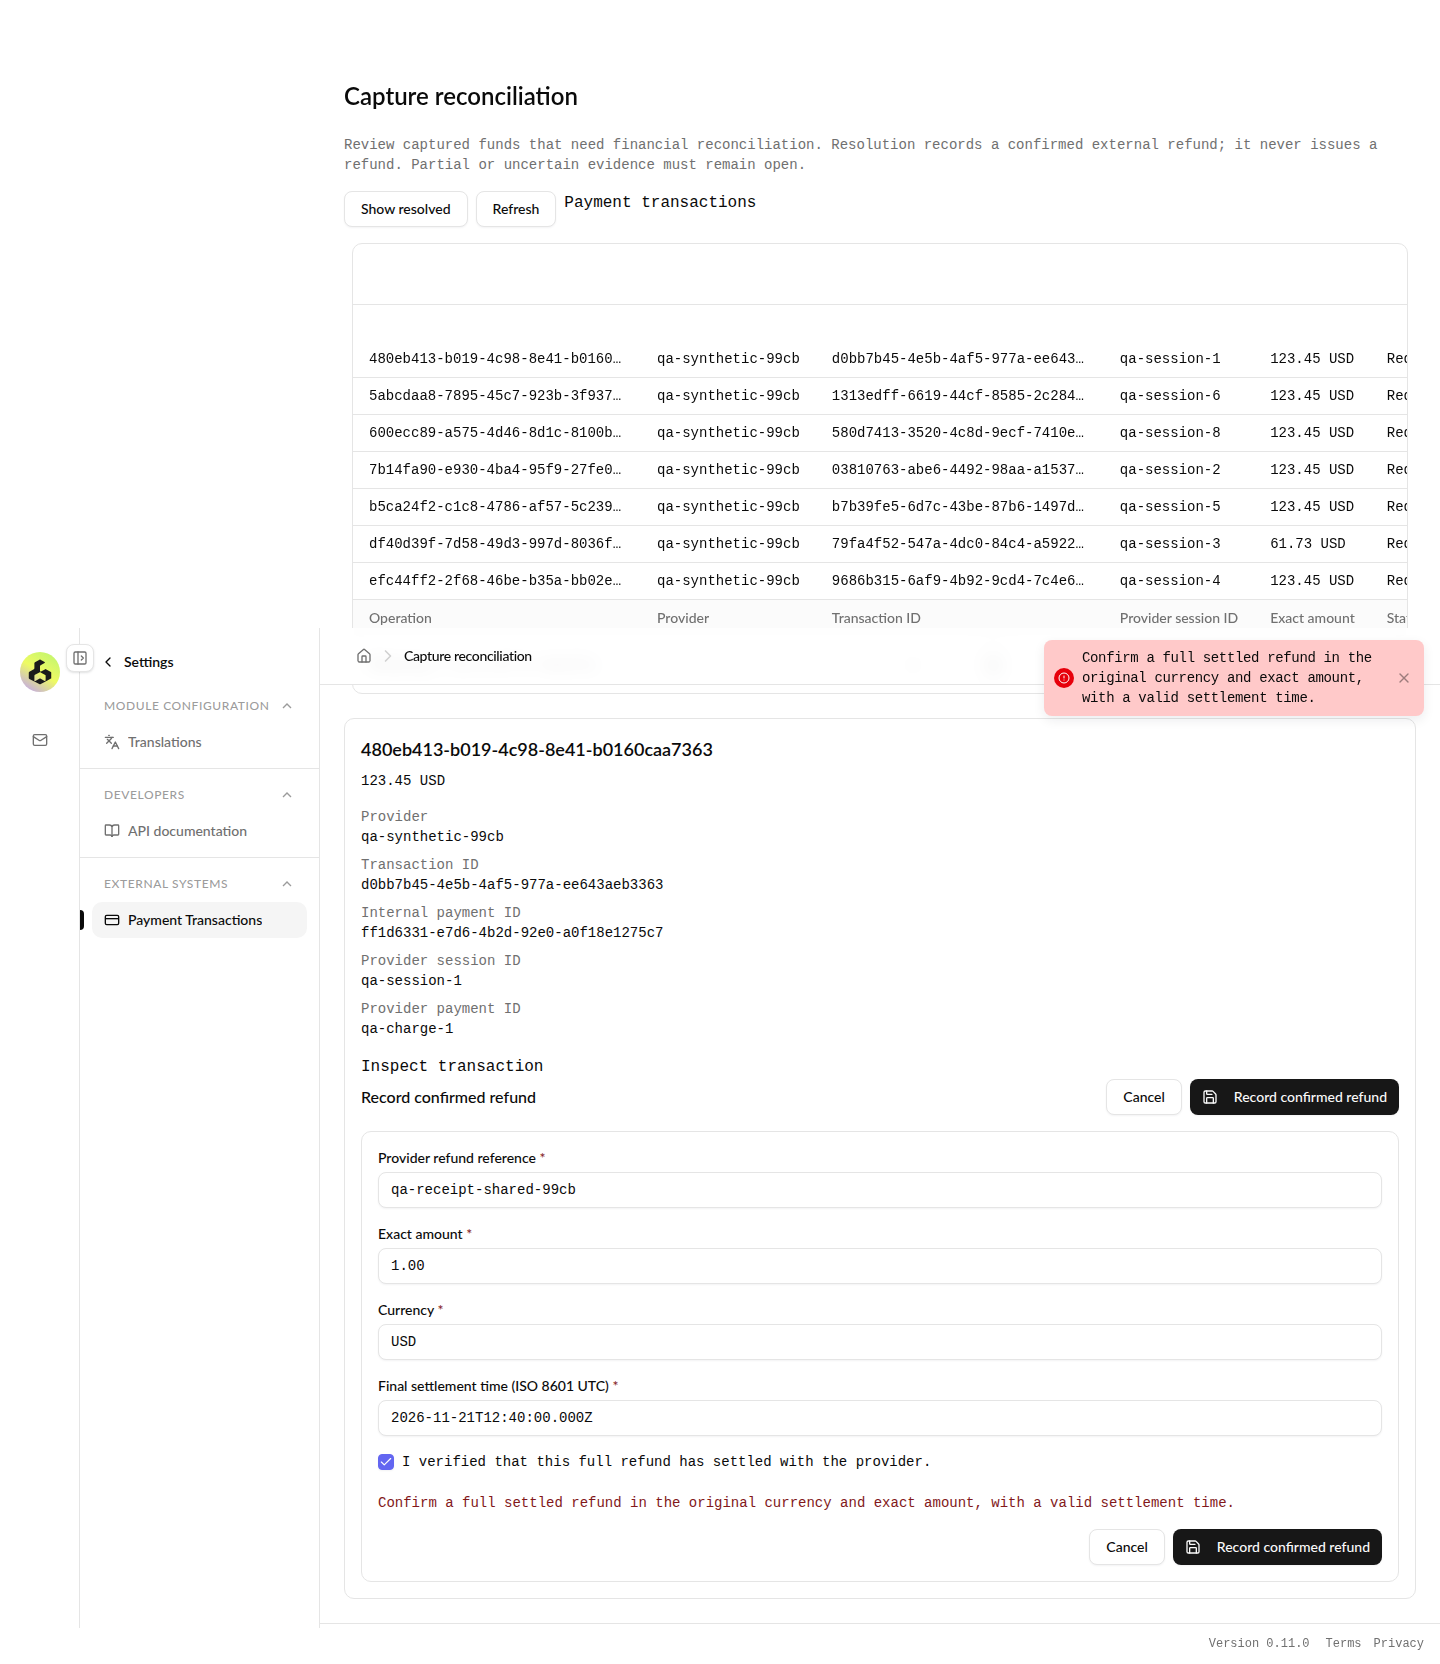 Capture reconciliation
Review captured funds that need financial reconciliation. Resolution records a confirmed external refund; it never issues a
refund. Partial or uncertain evidence must remain open.
Show resolved Refresh Payment transactions
480eb413-b019-4c98-8e41-b0160… qa-synthetic-99cb d0bb7b45-4e5b-4af5-977a-ee643… qa-session-1 123.45 USD
5abcdaa8-7895-45c7-923b-3f937… qa-synthetic-99cb 1313edff-6619-44cf-8585-2c284… qa-session-6 123.45 USD
600ecc89-a575-4d46-8d1c-8100b… qa-synthetic-99cb 580d7413-3520-4c8d-9ecf-7410e… qa-session-8 123.45 USD
7b14fa90-e930-4ba4-95f9-27fe0… qa-synthetic-99cb 03810763-abe6-4492-98aa-a1537… qa-session-2 123.45 USD
b5ca24f2-c1c8-4786-af57-5c239… qa-synthetic-99cb b7b39fe5-6d7c-43be-87b6-1497d… qa-session-5 123.45 USD
df40d39f-7d58-49d3-997d-8036f… qa-synthetic-99cb 79fa4f52-547a-4dc0-84c4-a5922… qa-session-3 61.73 USD
efc44ff2-2f68-46be-b35a-bb02e… qa-synthetic-99cb 9686b315-6af9-4b92-9cd4-7c4e6… qa-session-4 123.45 USD
Operation Provider Transaction ID Provider session ID Exact amount
Settings
MODULE CONFIGURATION
Translations
DEVELOPERS
API documentation
EXTERNAL SYSTEMS
Payment Transactions
Capture reconciliation
Confirm a full settled refund in the
original currency and exact amount,
with a valid settlement time.
480eb413-b019-4c98-8e41-b0160caa7363
123.45 USD
Provider
qa-synthetic-99cb
Transaction ID
d0bb7b45-4e5b-4af5-977a-ee643aeb3363
Internal payment ID
ff1d6331-e7d6-4b2d-92e0-a0f18e1275c7
Provider session ID
qa-session-1
Provider payment ID
qa-charge-1
Inspect transaction
Record confirmed refund Cancel Record confirmed refund
Provider refund reference *
qa-receipt-shared-99cb
Exact amount *
1.00
Currency *
USD
Final settlement time (ISO 8601 UTC) *
2026-11-21T12:40:00.000Z
I verified that this full refund has settled with the provider.
Confirm a full settled refund in the original currency and exact amount, with a valid settlement time.
Cancel Record confirmed refund
Version 0.11.0 Terms Privacy